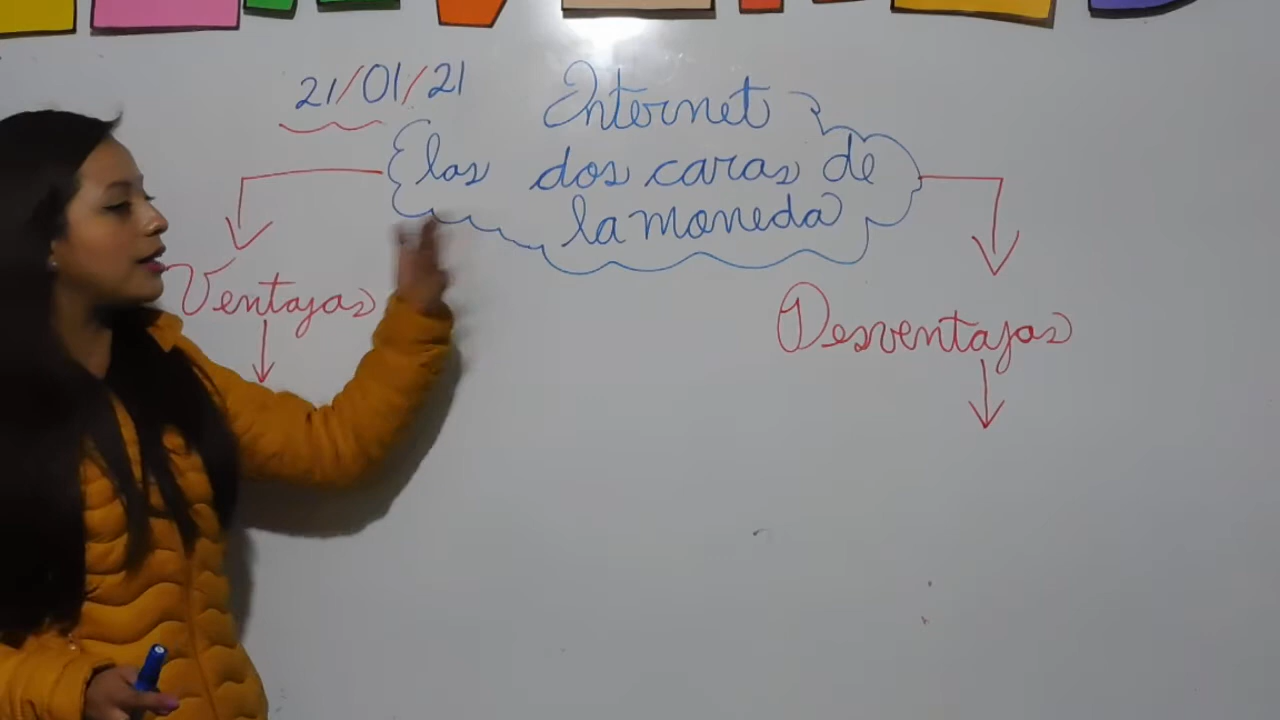 21/01/21
Internet
las dos caras de
la moneda
Ventajas
Desventajas